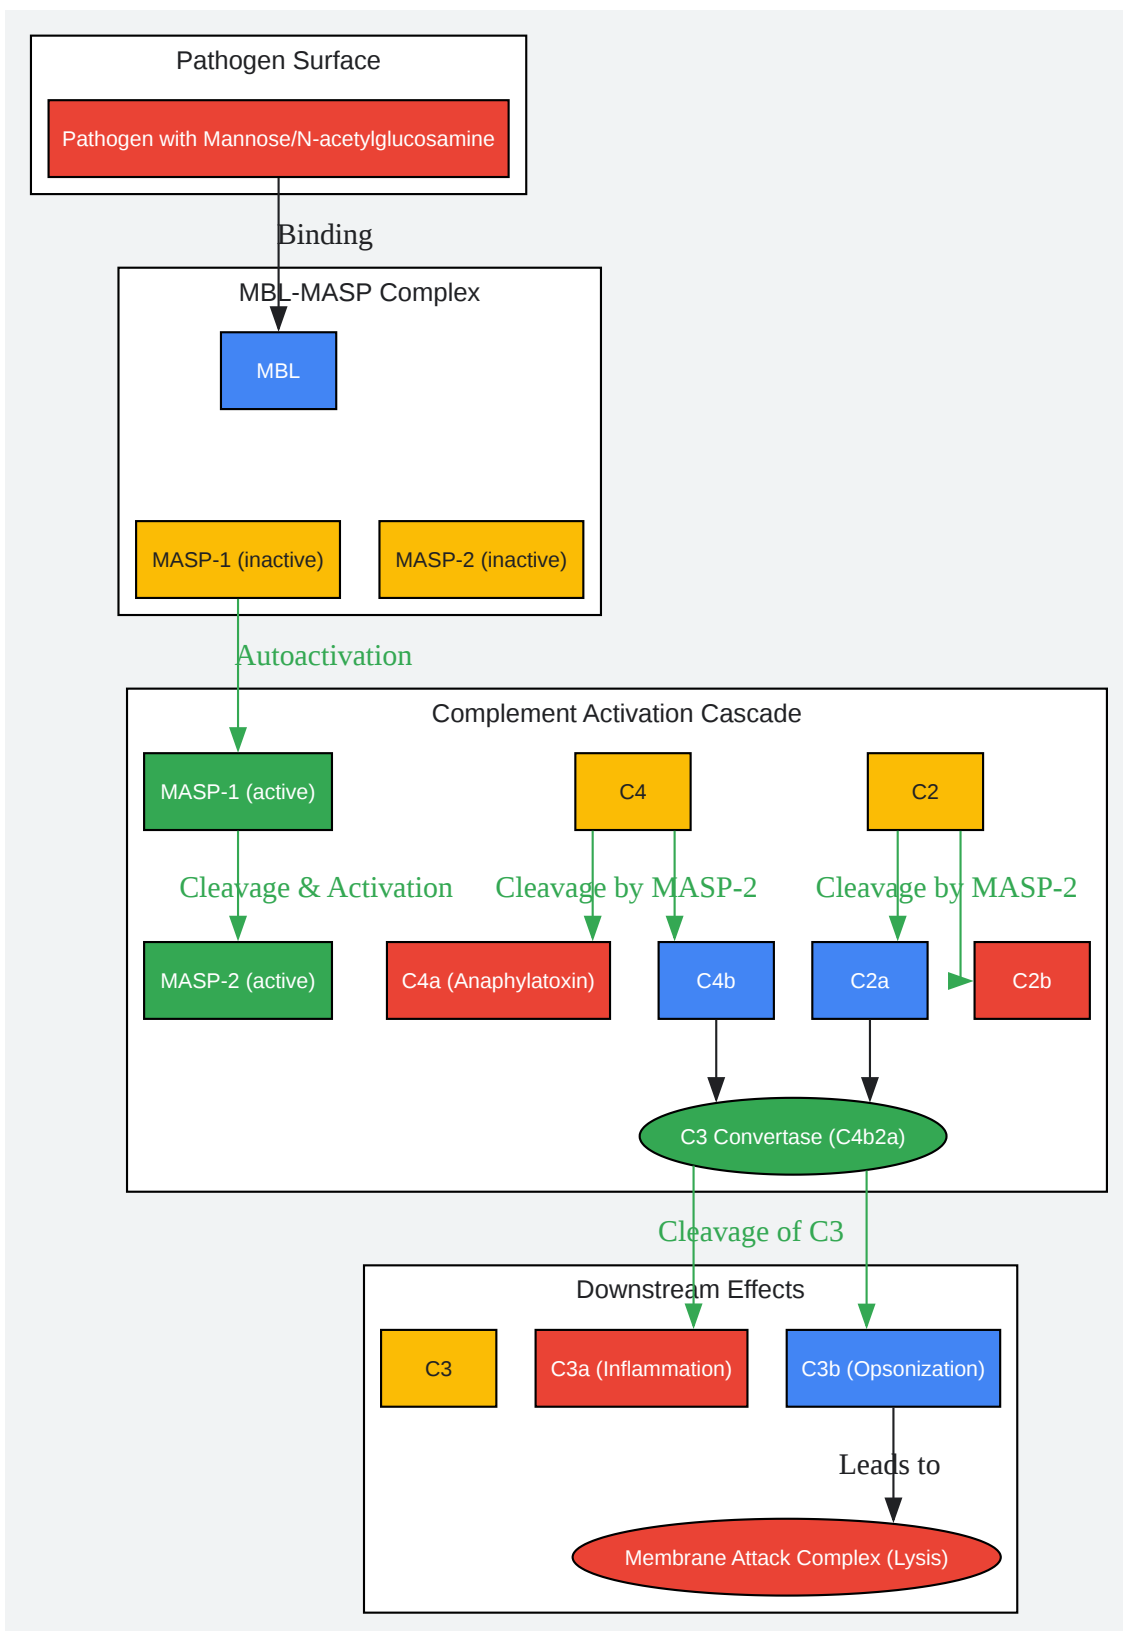 Pathogen Surface
Pathogen with Mannose/N-acetylglucosamine
Binding
MBL-MASP Complex
MBL
MASP-1 (inactive)
MASP-2 (inactive)
Autoactivation
Complement Activation Cascade
MASP-1 (active)
C4
C2
Cleavage & Activation
Cleavage by MASP-2
Cleavage by MASP-2
MASP-2 (active)
C4a (Anaphylatoxin)
C4b
C2a
C2b
C3 Convertase (C4b2a)
Cleavage of C3
Downstream Effects
C3
C3a (Inflammation)
C3b (Opsonization)
Leads to
Membrane Attack Complex (Lysis)